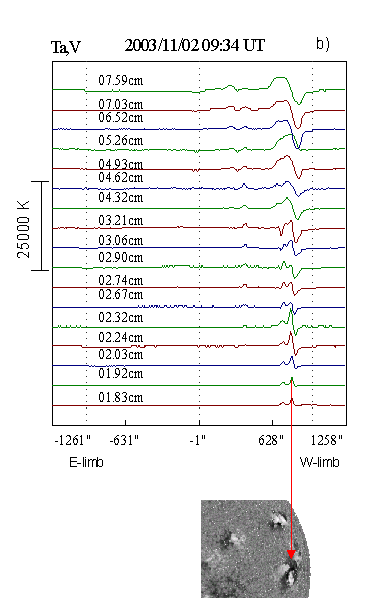 Ta,V 2003/11/02 09:34 UT b)
07.59cm
07.03cm
06.52cm
05.26cm
04.93cm
04.62cm
04.32cm
03.21cm
03.06cm
02.90cm
02.74cm
02.67cm
02.32cm
02.24cm
02.03cm
01.92cm
01.83cm
25000 K
-1261" -631" -1" 628" 1258"
E-limb W-limb